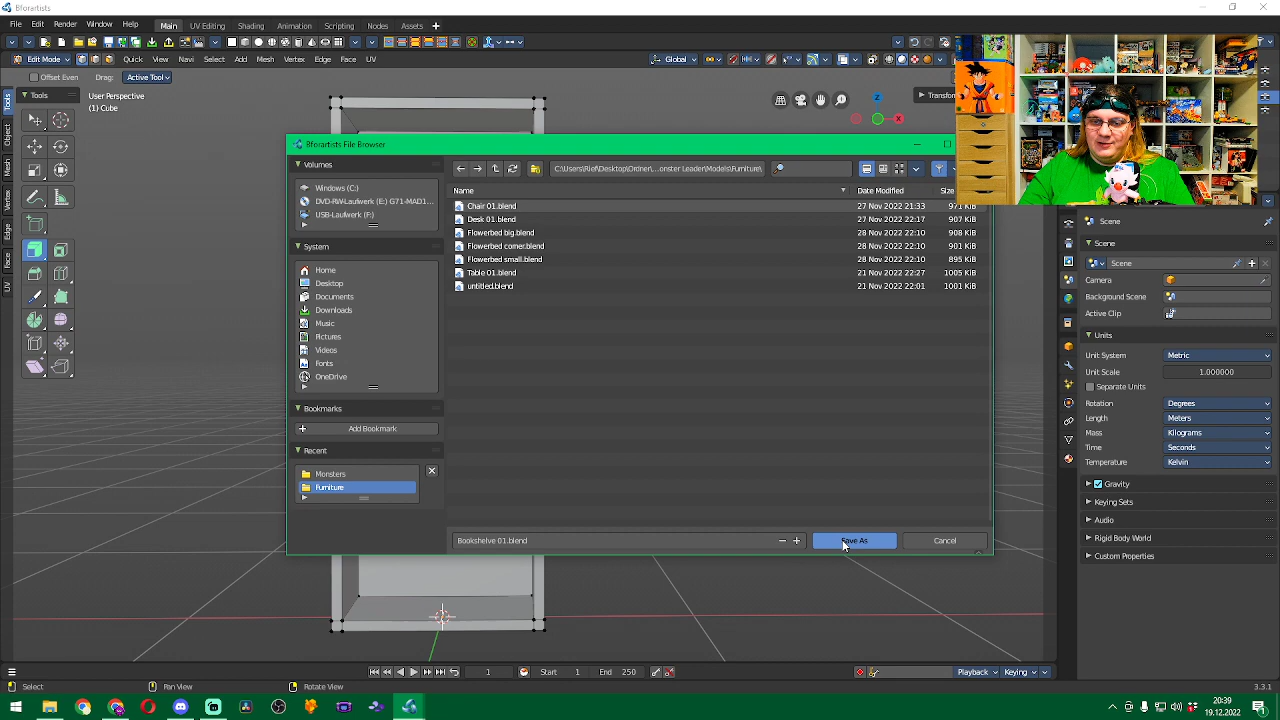 Bforartists
File Edit Render Window Help Main UV Editing Shading Animation Scripting Nodes Assets
Edit Mode View Select Add Mesh Vertex Edge Face UV Quick Navi Global
Offset Even Drag: Active Tool
Tools
User Perspective
(1) Cube
Transform
Z
X
Tools
Object
Vertex
Edge
Face
UV
Bforartists File Browser
Volumes
Windows (C:)
DVD-RW-Laufwerk (E:) G71-MAD1...
USB-Laufwerk (F:)
System
Home
Desktop
Documents
Downloads
Music
Pictures
Videos
Fonts
OneDrive
Bookmarks
Add Bookmark
Recent
Monsters
Furniture
C:\Users\Rief\Desktop\Ordner\...onster Leader\Models\Furniture\
Name Date Modified Size
Chair 01.blend 27 Nov 2022 21:33 971 KiB
Desk 01.blend 27 Nov 2022 22:17 907 KiB
Flowerbed big.blend 28 Nov 2022 22:10 908 KiB
Flowerbed corner.blend 28 Nov 2022 22:10 901 KiB
Flowerbed small.blend 28 Nov 2022 22:10 895 KiB
Table 01.blend 21 Nov 2022 22:27 1005 KiB
untitled.blend 21 Nov 2022 22:01 1001 KiB
Bookshelve 01.blend Save As Cancel
Scene
Scene
Scene
Camera
Background Scene
Active Clip
Units
Unit System Metric
Unit Scale 1.000000
Separate Units
Rotation Degrees
Length Meters
Mass Kilograms
Time Seconds
Temperature Kelvin
Gravity
Keying Sets
Audio
Rigid Body World
Custom Properties
1 Start 1 End 250 Playback Keying
Select Pan View Rotate View 3.3.1
20:39
19.12.2022